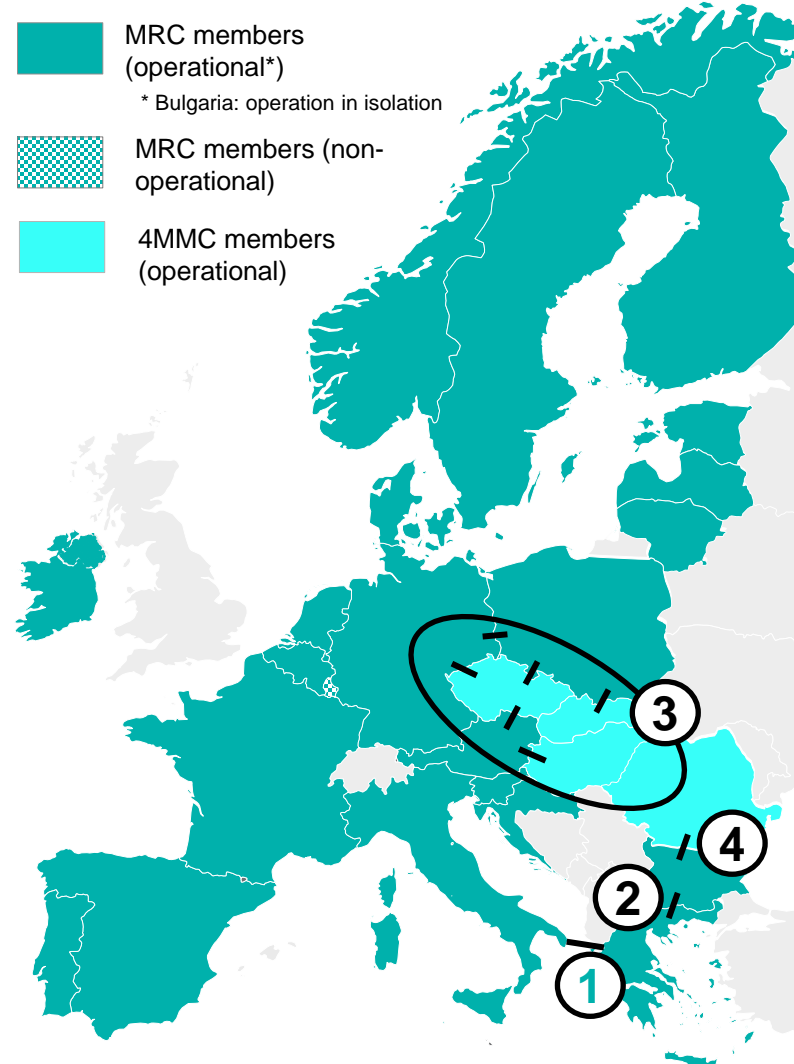 MRC members
(operational*)
* Bulgaria: operation in isolation
MRC members (non-
operational)
4MMC members
(operational)
3
4
2
1